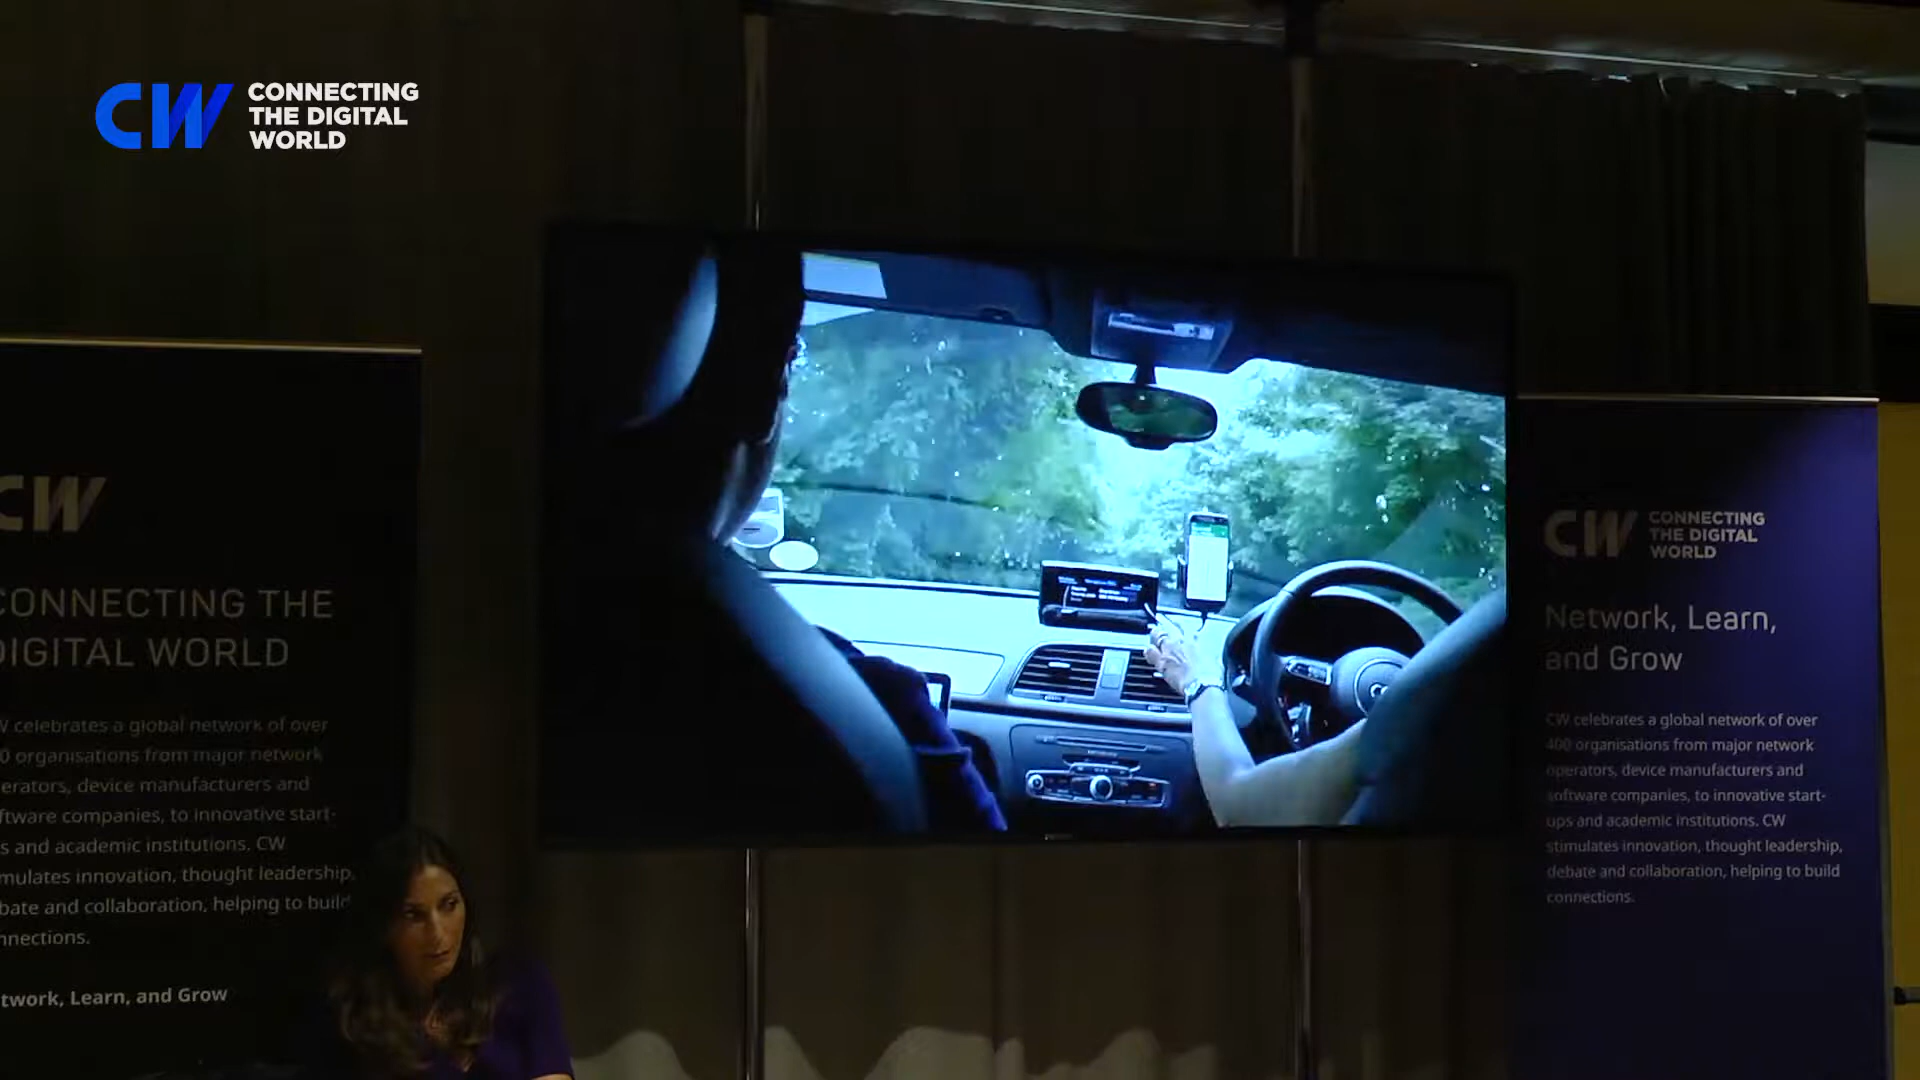 CW CONNECTING
THE DIGITAL
WORLD
CW
CONNECTING THE
DIGITAL WORLD
celebrates a global network of over
organisations from major network
erators, device manufacturers and
ftware companies, to innovative start-
s and academic institutions. CW
mulates innovation, thought leadership,
bate and collaboration, helping to build
nnections.
twork, Learn, and Grow
CW CONNECTING
THE DIGITAL
WORLD
Network, Learn,
and Grow
CW celebrates a global network of over
400 organisations from major network
operators, device manufacturers and
software companies, to innovative start-
ups and academic institutions. CW
stimulates innovation, thought leadership,
debate and collaboration, helping to build
connections.